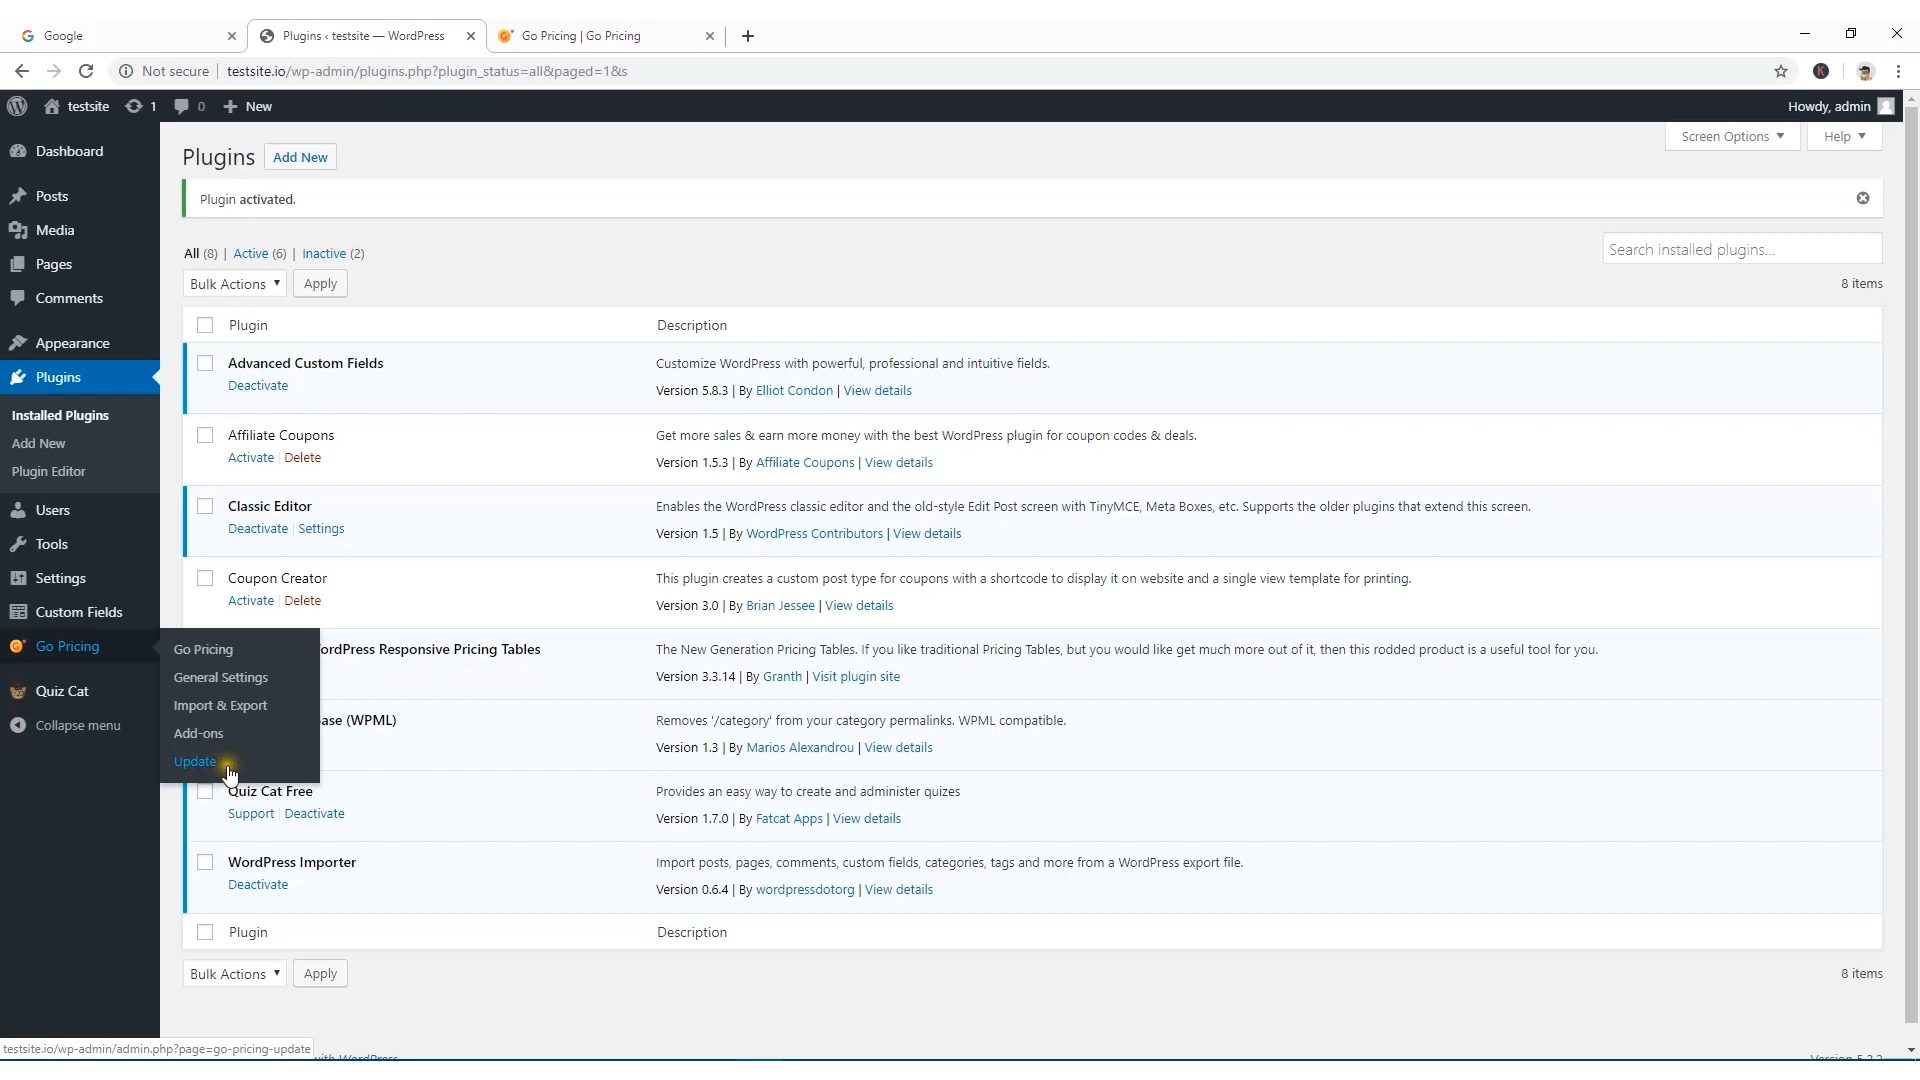 Google
Plugins ‹ testsite — WordPress
Go Pricing | Go Pricing
Not secure
testsite.io/wp-admin/plugins.php?plugin_status=all&paged=1&s
K
testsite
1
0
New
Howdy, admin
Dashboard
Posts
Media
Pages
Comments
Appearance
Plugins
Installed Plugins
Add New
Plugin Editor
Users
Tools
Settings
Custom Fields
Go Pricing
Quiz Cat
Collapse menu
Go Pricing
General Settings
Import & Export
Add-ons
Update
Screen Options ▼
Help ▼
Plugins
Add New
Plugin activated.
All (8) | Active (6) | Inactive (2)
Search installed plugins...
Bulk Actions
Apply
8 items
Plugin
Description
Advanced Custom Fields
Customize WordPress with powerful, professional and intuitive fields.
Deactivate
Version 5.8.3 | By Elliot Condon | View details
Affiliate Coupons
Get more sales & earn more money with the best WordPress plugin for coupon codes & deals.
Activate | Delete
Version 1.5.3 | By Affiliate Coupons | View details
Classic Editor
Enables the WordPress classic editor and the old-style Edit Post screen with TinyMCE, Meta Boxes, etc. Supports the older plugins that extend this screen.
Deactivate | Settings
Version 1.5 | By WordPress Contributors | View details
Coupon Creator
This plugin creates a custom post type for coupons with a shortcode to display it on website and a single view template for printing.
Activate | Delete
Version 3.0 | By Brian Jessee | View details
ordPress Responsive Pricing Tables
The New Generation Pricing Tables. If you like traditional Pricing Tables, but you would like get much more out of it, then this rodded product is a useful tool for you.
Version 3.3.14 | By Granth | Visit plugin site
ase (WPML)
Removes '/category' from your category permalinks. WPML compatible.
Version 1.3 | By Marios Alexandrou | View details
Quiz Cat Free
Provides an easy way to create and administer quizes
Support | Deactivate
Version 1.7.0 | By Fatcat Apps | View details
WordPress Importer
Import posts, pages, comments, custom fields, categories, tags and more from a WordPress export file.
Deactivate
Version 0.6.4 | By wordpressdotorg | View details
Plugin
Description
Bulk Actions
Apply
8 items
testsite.io/wp-admin/admin.php?page=go-pricing-update
with WordPress